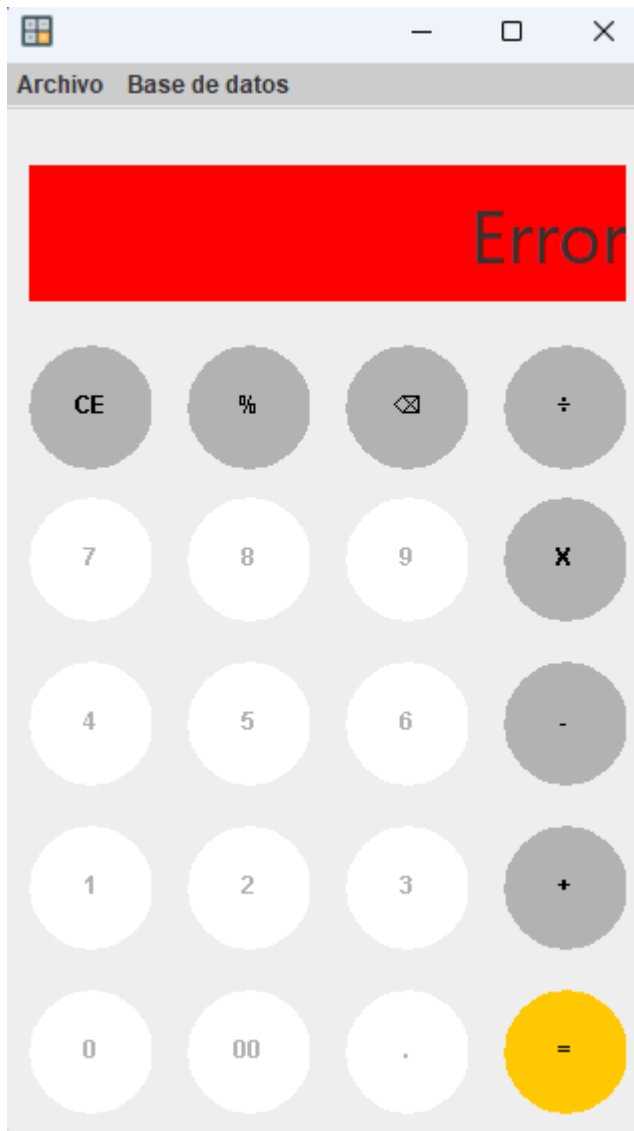 Archivo Base de datos
Error
CE % ⌫ ÷
7 8 9 X
4 5 6 -
1 2 3 +
0 00 . =